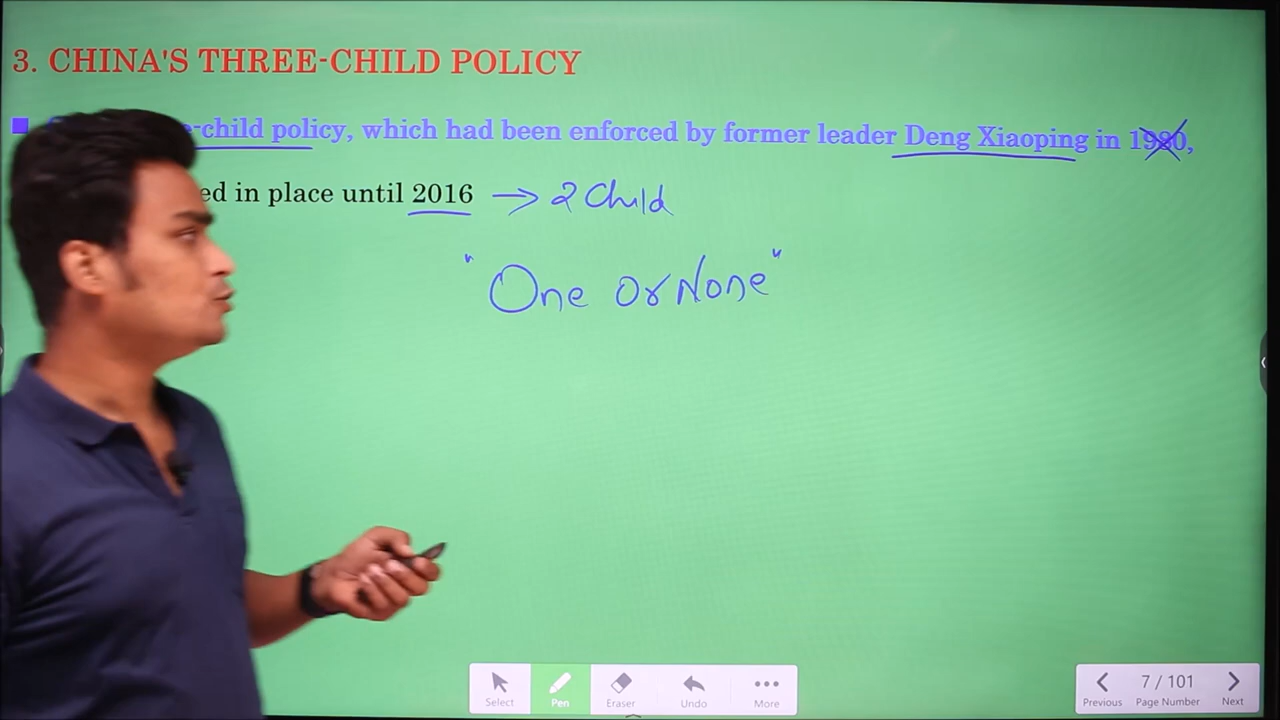 3. CHINA'S THREE-CHILD POLICY
-child policy, which had been enforced by former leader Deng Xiaoping in 1980,
ed in place until 2016 → 2 Child
"One Or None"
Select Pen Eraser Undo More
7 / 101
Previous Page Number Next